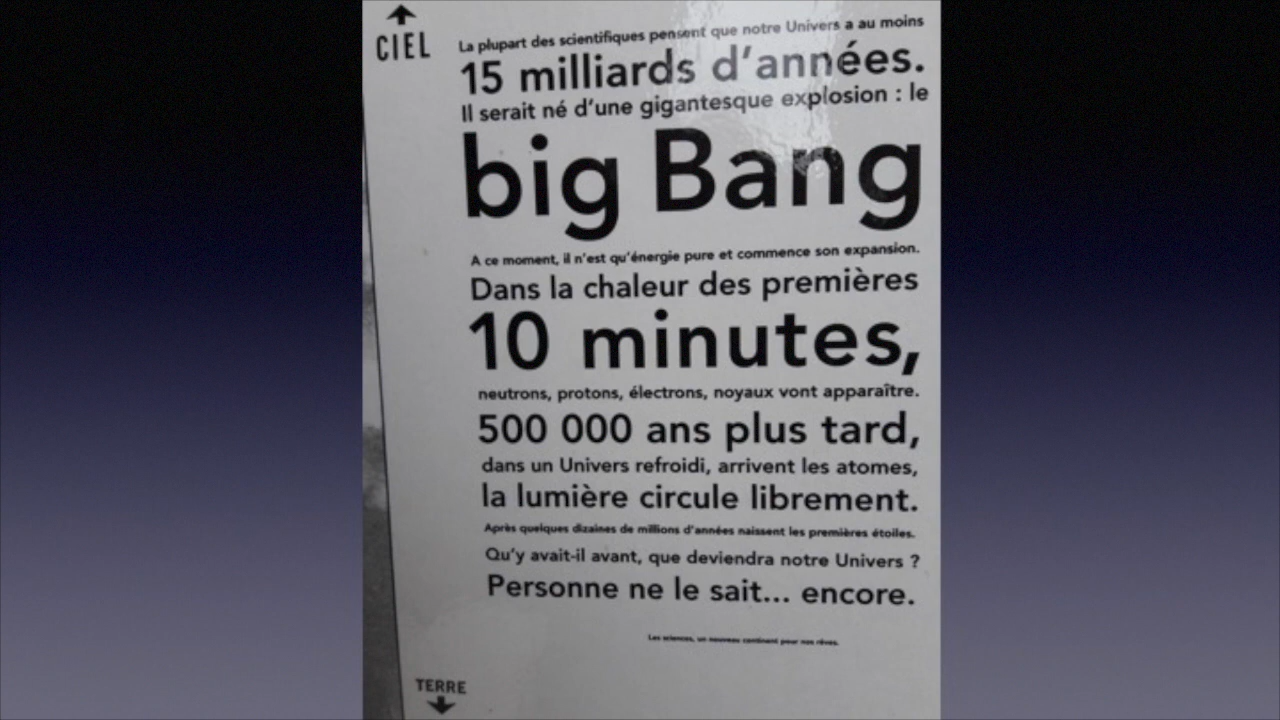 CIEL
La plupart des scientifiques pensent que notre Univers a au moins
15 milliards d'années.
Il serait né d'une gigantesque explosion : le
big Bang
A ce moment, il n'est qu'énergie pure et commence son expansion.
Dans la chaleur des premières
10 minutes,
neutrons, protons, électrons, noyaux vont apparaître.
500 000 ans plus tard,
dans un Univers refroidi, arrivent les atomes,
la lumière circule librement.
Après quelques dizaines de millions d'années naissent les premières étoiles.
Qu'y avait-il avant, que deviendra notre Univers ?
Personne ne le sait... encore.
Les sciences, un nouveau continent pour nos rêves.
TERRE